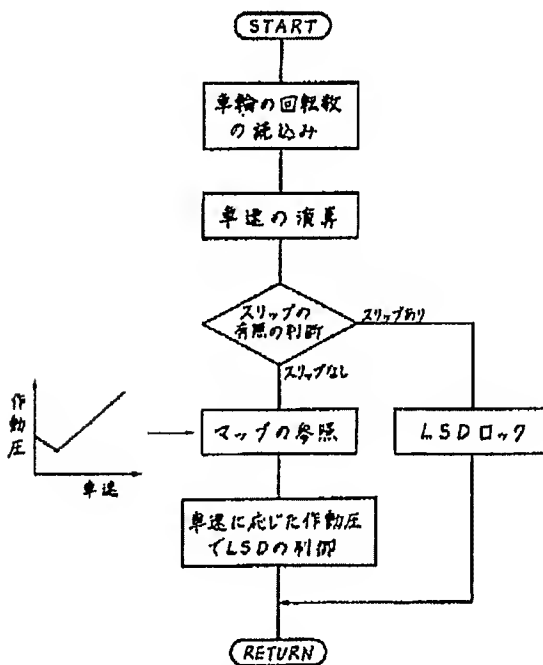 START
車輪の回転数
の読込み
車速の演算
スリップの
有無の判断
スリップあり
スリップなし
作動圧
車速
マップの参照
LSDロック
車速に応じた作動圧
でLSDの制御
RETURN